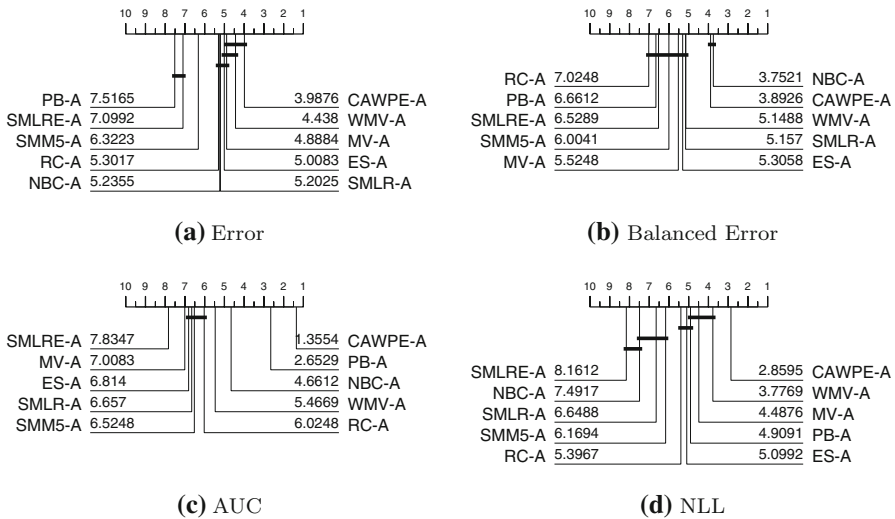 10 9 8 7 6 5 4 3 2 1
PB-A 7.5165 3.9876 CAWPE-A
SMLRE-A 7.0992 4.438 WMV-A
SMM5-A 6.3223 4.8884 MV-A
RC-A 5.3017 5.0083 ES-A
NBC-A 5.2355 5.2025 SMLR-A
(a) Error
10 9 8 7 6 5 4 3 2 1
RC-A 7.0248 3.7521 NBC-A
PB-A 6.6612 3.8926 CAWPE-A
SMLRE-A 6.5289 5.1488 WMV-A
SMM5-A 6.0041 5.157 SMLR-A
MV-A 5.5248 5.3058 ES-A
(b) Balanced Error
10 9 8 7 6 5 4 3 2 1
SMLRE-A 7.8347 1.3554 CAWPE-A
MV-A 7.0083 2.6529 PB-A
ES-A 6.814 4.6612 NBC-A
SMLR-A 6.657 5.4669 WMV-A
SMM5-A 6.5248 6.0248 RC-A
(c) AUC
10 9 8 7 6 5 4 3 2 1
SMLRE-A 8.1612 2.8595 CAWPE-A
NBC-A 7.4917 3.7769 WMV-A
SMLR-A 6.6488 4.4876 MV-A
SMM5-A 6.1694 4.9091 PB-A
RC-A 5.3967 5.0992 ES-A
(d) NLL